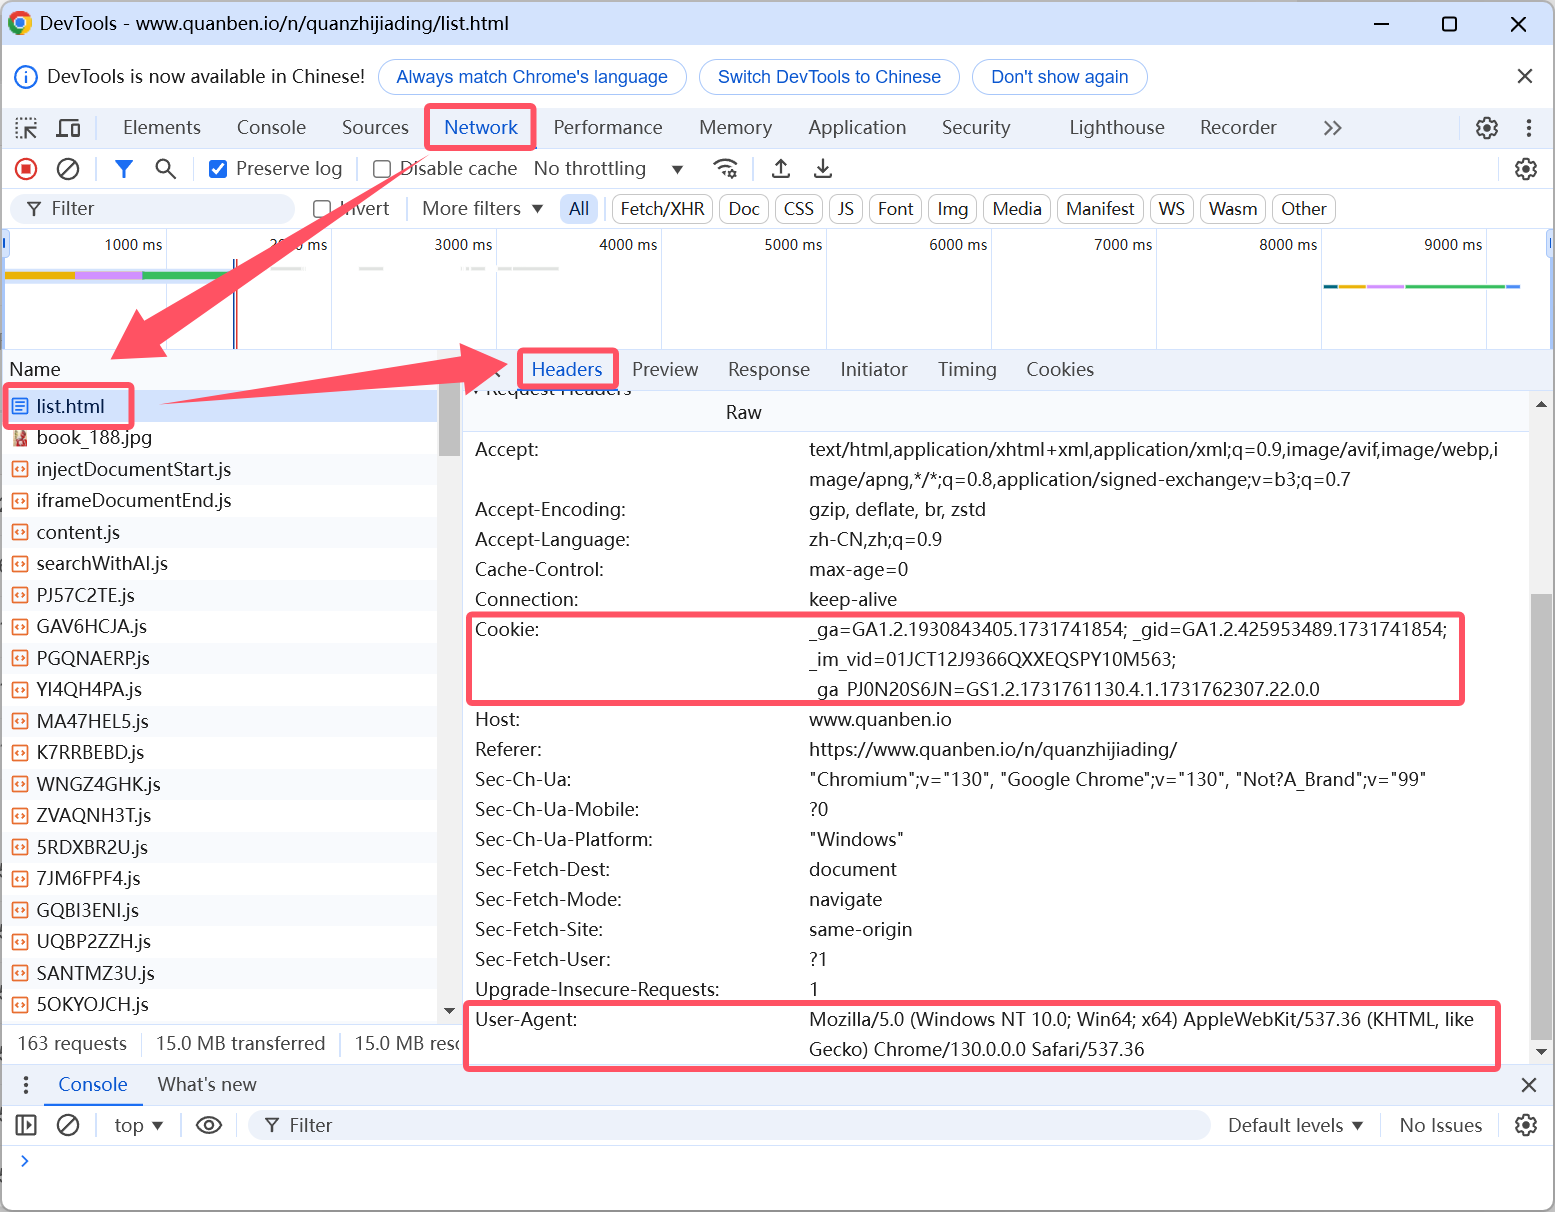 DevTools - www.quanben.io/n/quanzhijiading/list.html
DevTools is now available in Chinese!
Always match Chrome's language
Switch DevTools to Chinese
Don't show again
Elements
Console
Sources
Network
Performance
Memory
Application
Security
Lighthouse
Recorder
Preserve log
Disable cache
No throttling
Filter
Invert
More filters
All
Fetch/XHR
Doc
CSS
JS
Font
Img
Media
Manifest
WS
Wasm
Other
1000 ms
2000 ms
3000 ms
4000 ms
5000 ms
6000 ms
7000 ms
8000 ms
9000 ms
Name
list.html
book_188.jpg
injectDocumentStart.js
iframeDocumentEnd.js
content.js
searchWithAI.js
PJ57C2TE.js
GAV6HCJA.js
PGQNAERP.js
YI4QH4PA.js
MA47HEL5.js
K7RRBEBD.js
WNGZ4GHK.js
ZVAQNH3T.js
5RDXBR2U.js
7JM6FPF4.js
GQBI3ENI.js
UQBP2ZZH.js
SANTMZ3U.js
5OKYOJCH.js
163 requests
15.0 MB transferred
15.0 MB resc
Headers
Preview
Response
Initiator
Timing
Cookies
Request Headers
Raw
Accept:
text/html,application/xhtml+xml,application/xml;q=0.9,image/avif,image/webp,i
mage/apng,*/*;q=0.8,application/signed-exchange;v=b3;q=0.7
Accept-Encoding:
gzip, deflate, br, zstd
Accept-Language:
zh-CN,zh;q=0.9
Cache-Control:
max-age=0
Connection:
keep-alive
Cookie:
_ga=GA1.2.1930843405.1731741854; _gid=GA1.2.425953489.1731741854;
_im_vid=01JCT12J9366QXXEQSPY10M563;
_ga_PJ0N20S6JN=GS1.2.1731761130.4.1.1731762307.22.0.0
Host:
www.quanben.io
Referer:
https://www.quanben.io/n/quanzhijiading/
Sec-Ch-Ua:
"Chromium";v="130", "Google Chrome";v="130", "Not?A_Brand";v="99"
Sec-Ch-Ua-Mobile:
?0
Sec-Ch-Ua-Platform:
"Windows"
Sec-Fetch-Dest:
document
Sec-Fetch-Mode:
navigate
Sec-Fetch-Site:
same-origin
Sec-Fetch-User:
?1
Upgrade-Insecure-Requests:
1
User-Agent:
Mozilla/5.0 (Windows NT 10.0; Win64; x64) AppleWebKit/537.36 (KHTML, like
Gecko) Chrome/130.0.0.0 Safari/537.36
Console
What's new
top
Filter
Default levels
No Issues